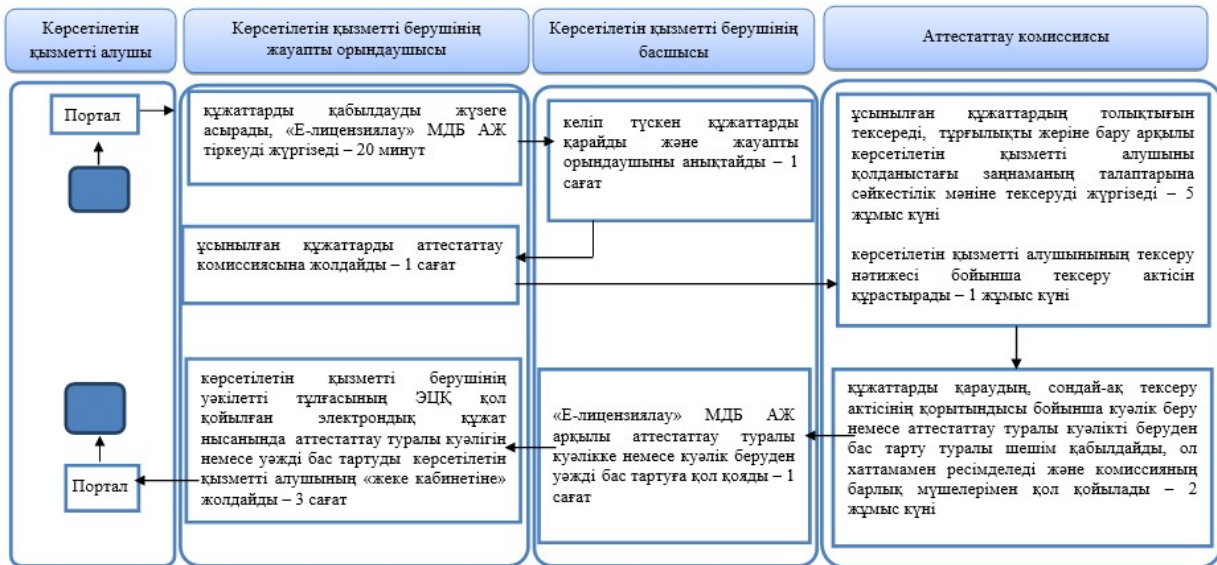 Көрсетілетін
қызметті алушы
Көрсетілетін қызметті берушінің
жауапты орындаушысы
Көрсетілетін қызметті берушінің
басшысы
Аттестаттау комиссиясы
Портал
құжаттарды қабылдауды жүзеге
асырады, «Е-лицензиялау» МДБ АЖ
тіркеуді жүргізеді – 20 минут
келіп түскен құжаттарды
қарайды және жауапты
орындаушыны анықтайды – 1
сағат
ұсынылған құжаттарды аттестаттау
комиссиясына жолдайды – 1 сағат
ұсынылған құжаттардың толықтығын
тексереді, тұрғылықты жеріне бару арқылы
көрсетілетін қызметті алушыны
қолданыстағы заңнаманың талаптарына
сәйкестілік мәніне тексеруді жүргізеді – 5
жұмыс күні
көрсетілетін қызметті алушынының тексеру
нәтижесі бойынша тексеру актісін
құрастырады – 1 жұмыс күні
құжаттарды қараудың, сондай-ақ тексеру
актісінің қорытындысы бойынша куәлік беру
немесе аттестаттау туралы куәлікті беруден
бас тарту туралы шешім қабылдайды, ол
хаттамамен ресімделеді және комиссияның
барлық мүшелерімен қол қойылады – 2
жұмыс күні
«Е-лицензиялау» МДБ АЖ
арқылы аттестаттау туралы
куәлікке немесе куәлік беруден
уәжді бас тартуға қол қояды – 1
сағат
көрсетілетін қызметті берушінің
уәкілетті тұлғасының ЭЦҚ қол
қойылған электрондық құжат
нысанында аттестаттау туралы куәлігін
немесе уәжді бас тартуды көрсетілетін
қызметті алушының «жеке кабинетіне»
жолдайды – 3 сағат
Портал